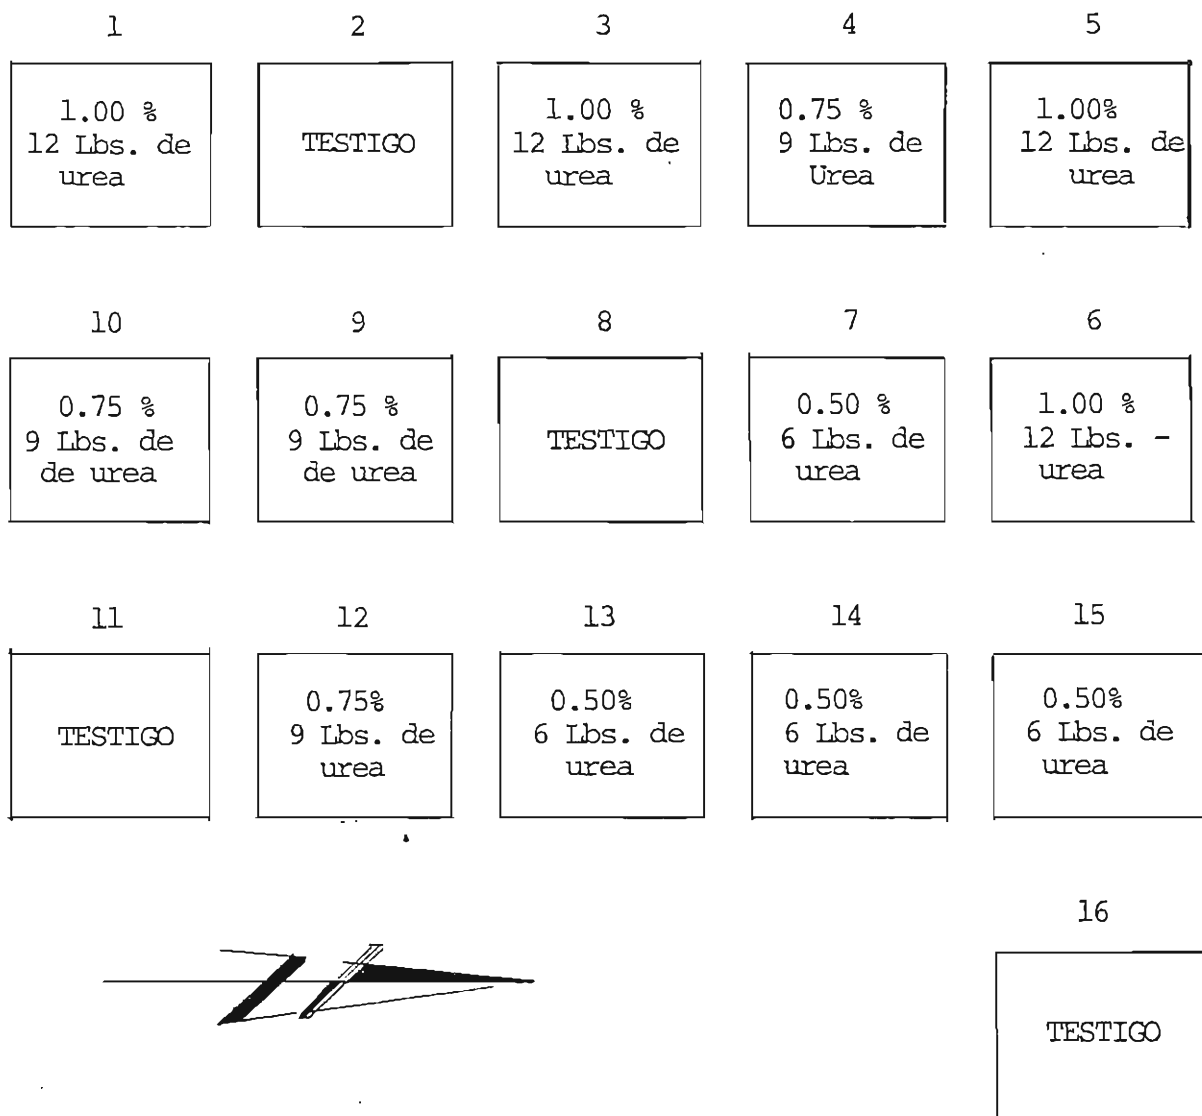 1 2 3 4 5
1.00 %
12 Lbs. de
urea
TESTIGO
1.00 %
12 Lbs. de
urea
0.75 %
9 Lbs. de
Urea
1.00%
12 Lbs. de
urea
10 9 8 7 6
0.75 %
9 Lbs. de
de urea
0.75 %
9 Lbs. de
de urea
TESTIGO
0.50 %
6 Lbs. de
urea
1.00 %
12 Lbs. -
urea
11 12 13 14 15
TESTIGO
0.75%
9 Lbs. de
urea
0.50%
6 Lbs. de
urea
0.50%
6 Lbs. de
urea
0.50%
6 Lbs. de
urea
16
TESTIGO